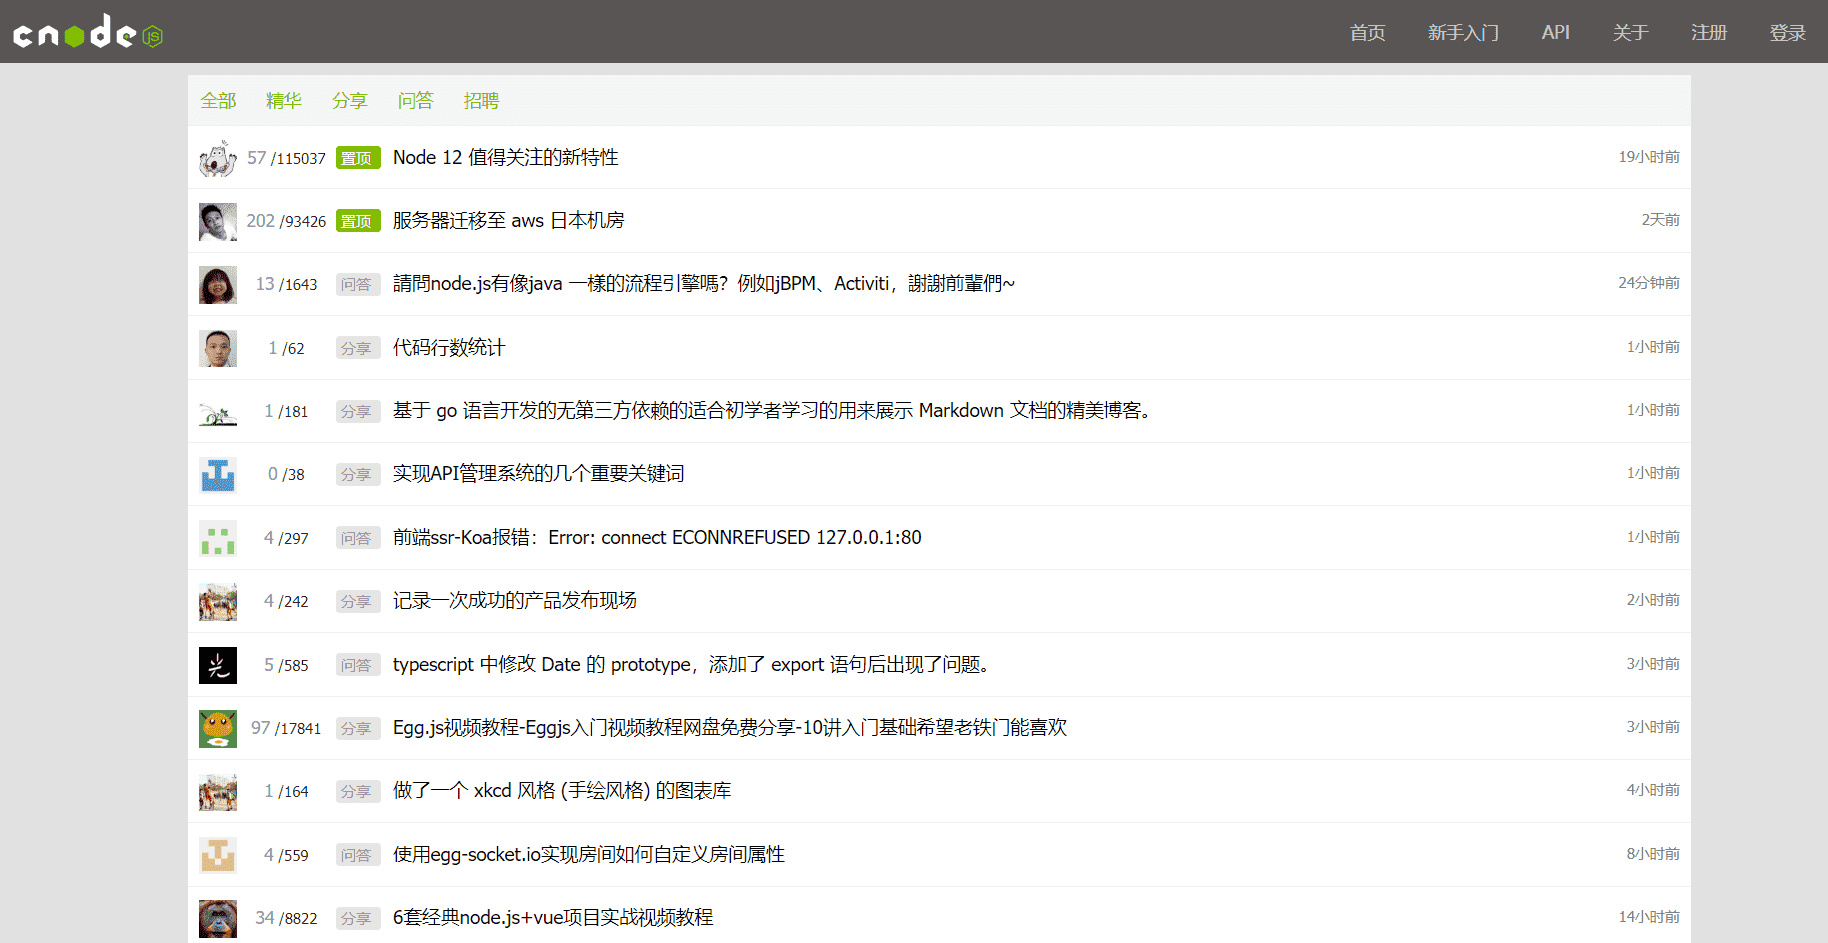 cnode JS 首页 新手入门 API 关于 注册 登录
全部 精华 分享 问答 招聘
57 /115037 置顶 Node 12 值得关注的新特性 19小时前
202 /93426 置顶 服务器迁移至 aws 日本机房 2天前
13 /1643 问答 請問node.js有像java 一樣的流程引擎嗎？例如jBPM、Activiti，謝謝前輩們~ 24分钟前
1 /62 分享 代码行数统计 1小时前
1 /181 分享 基于 go 语言开发的无第三方依赖的适合初学者学习的用来展示 Markdown 文档的精美博客。 1小时前
0 /38 分享 实现API管理系统的几个重要关键词 1小时前
4 /297 问答 前端ssr-Koa报错：Error: connect ECONNREFUSED 127.0.0.1:80 1小时前
4 /242 分享 记录一次成功的产品发布现场 2小时前
光 5 /585 问答 typescript 中修改 Date 的 prototype，添加了 export 语句后出现了问题。 3小时前
97 /17841 分享 Egg.js视频教程-Eggjs入门视频教程网盘免费分享-10讲入门基础希望老铁门能喜欢 3小时前
1 /164 分享 做了一个 xkcd 风格 (手绘风格) 的图表库 4小时前
4 /559 问答 使用egg-socket.io实现房间如何自定义房间属性 8小时前
34 /8822 分享 6套经典node.js+vue项目实战视频教程 14小时前